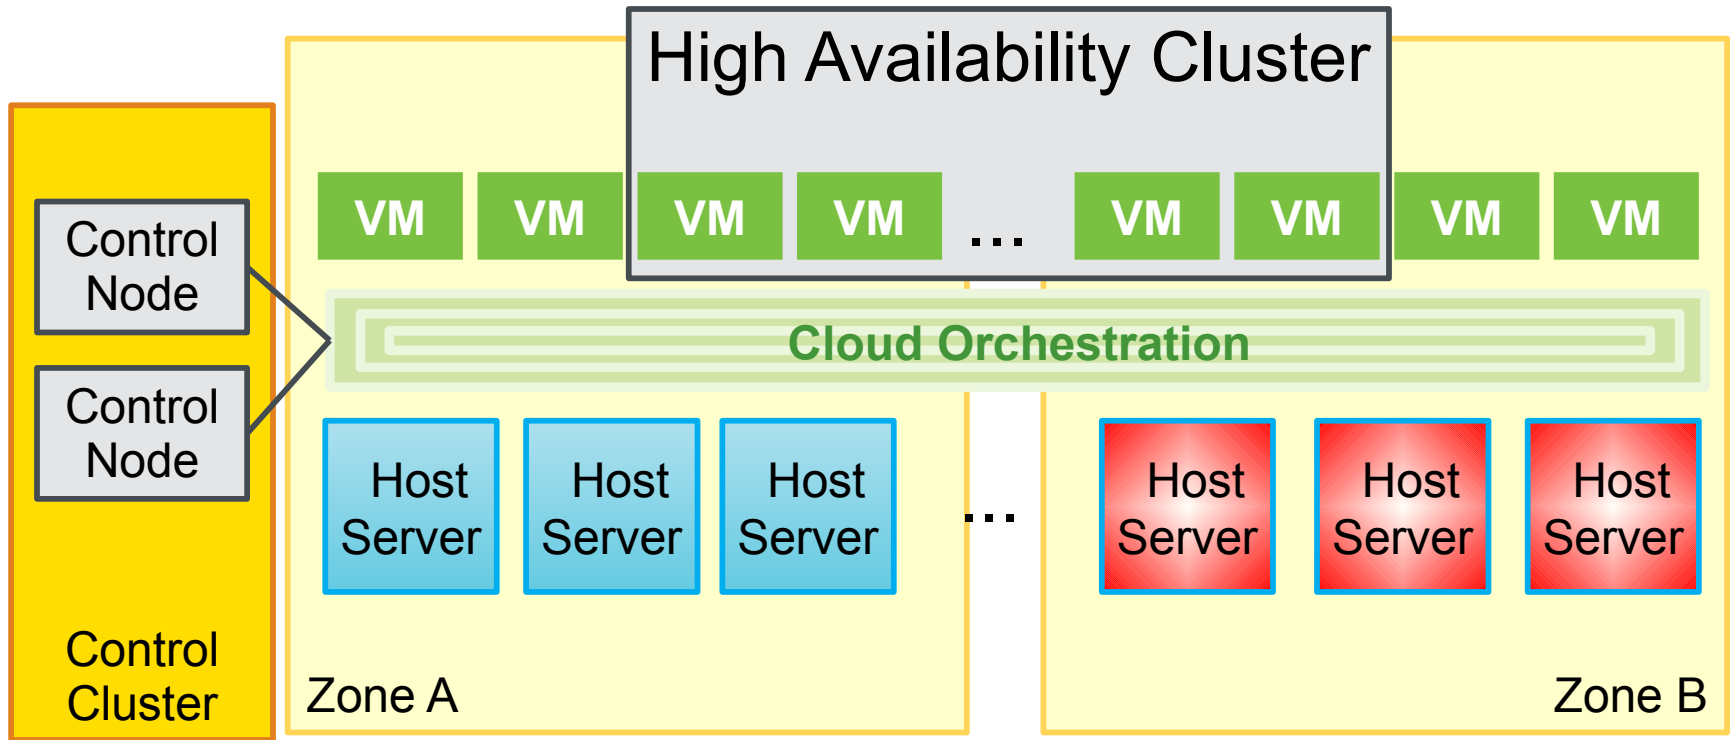 High Availability Cluster
VM VM VM VM ... VM VM VM VM
Control
Node
Cloud Orchestration
Control
Node
Host Host Host ... Host Host Host
Server Server Server Server Server Server
Control
Cluster
Zone A
Zone B